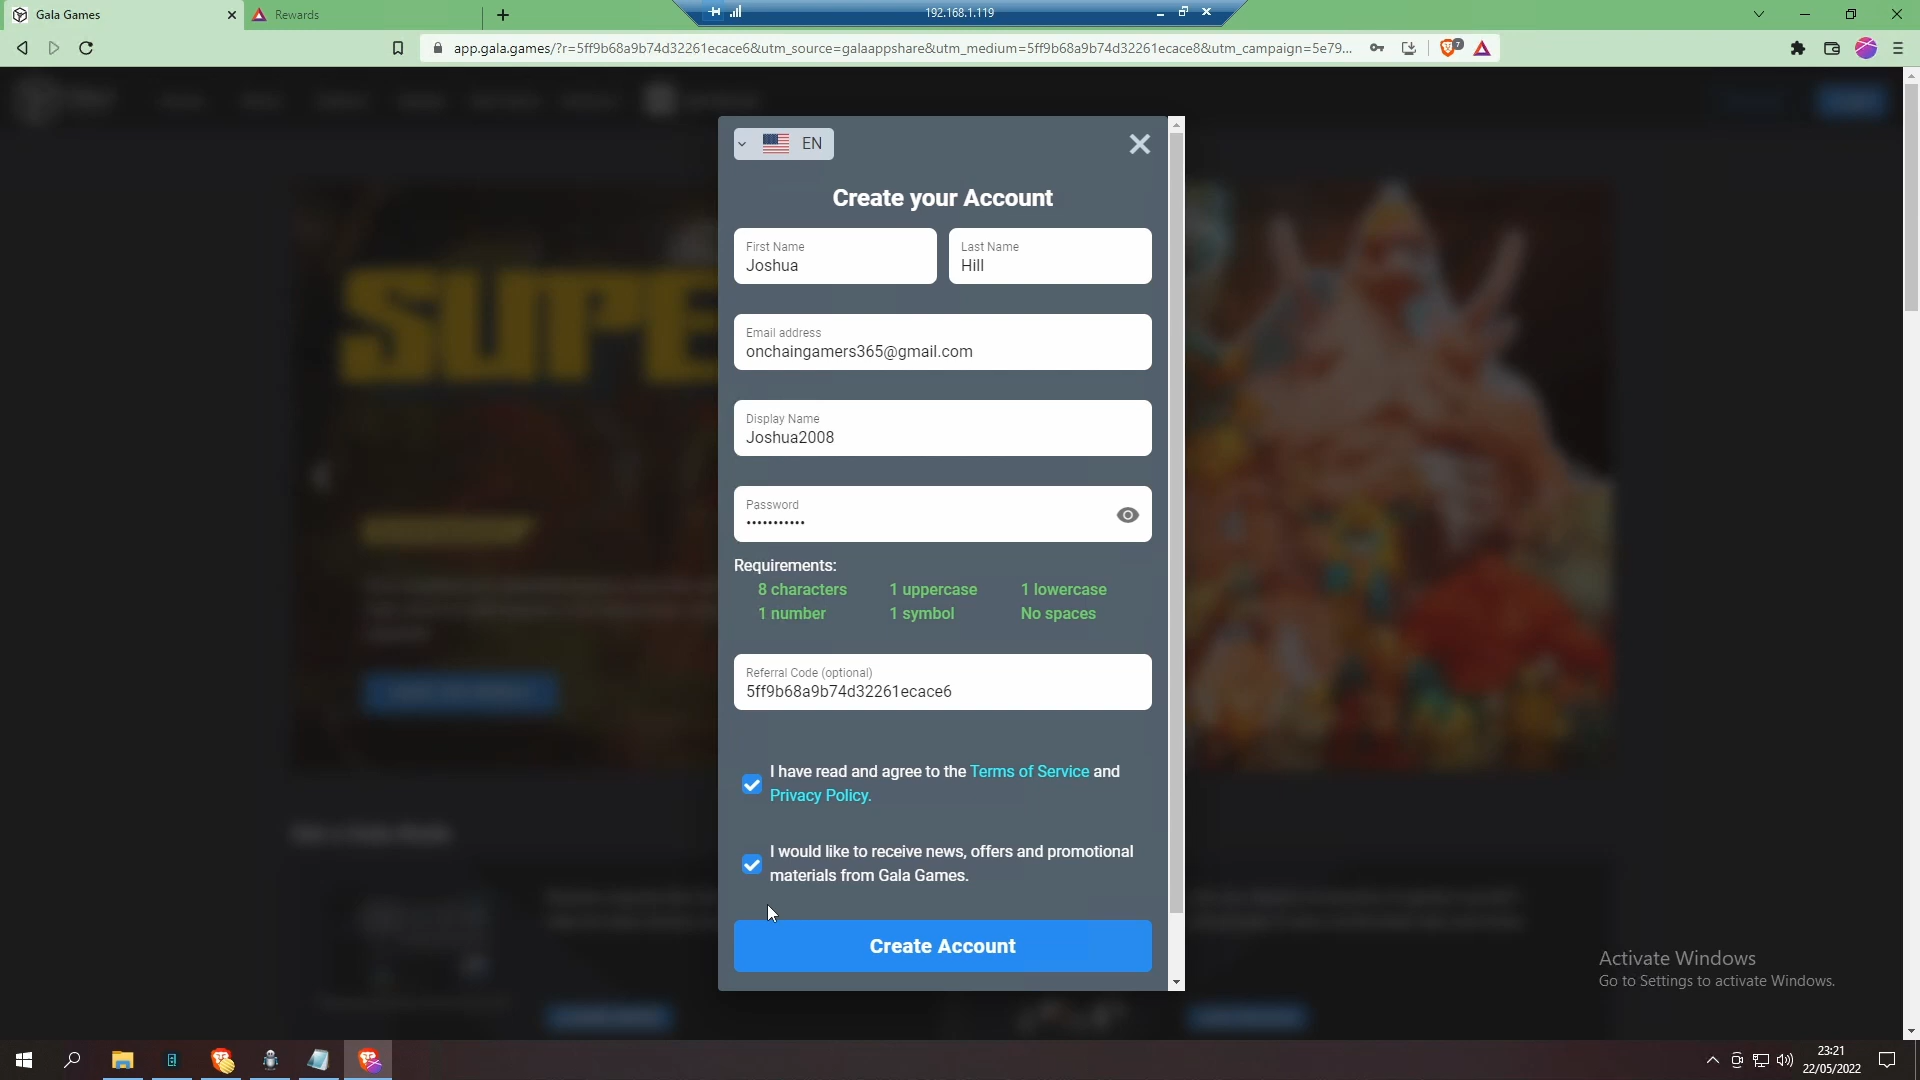 Gala Games
Rewards
192.168.1.119
app.gala.games/?r=5ff9b68a9b74d32261ecace6&utm_source=galaappshare&utm_medium=5ff9b68a9b74d32261ecace8&utm_campaign=5e79...
7
EN
Create your Account
First Name
Joshua
Last Name
Hill
Email address
onchaingamers365@gmail.com
Display Name
Joshua2008
Password
•••••••••••
Requirements:
8 characters 1 uppercase 1 lowercase
1 number 1 symbol No spaces
Referral Code (optional)
5ff9b68a9b74d32261ecace6
I have read and agree to the Terms of Service and
Privacy Policy.
I would like to receive news, offers and promotional
materials from Gala Games.
Create Account
SUPE
Activate Windows
Go to Settings to activate Windows.
23:21
22/05/2022